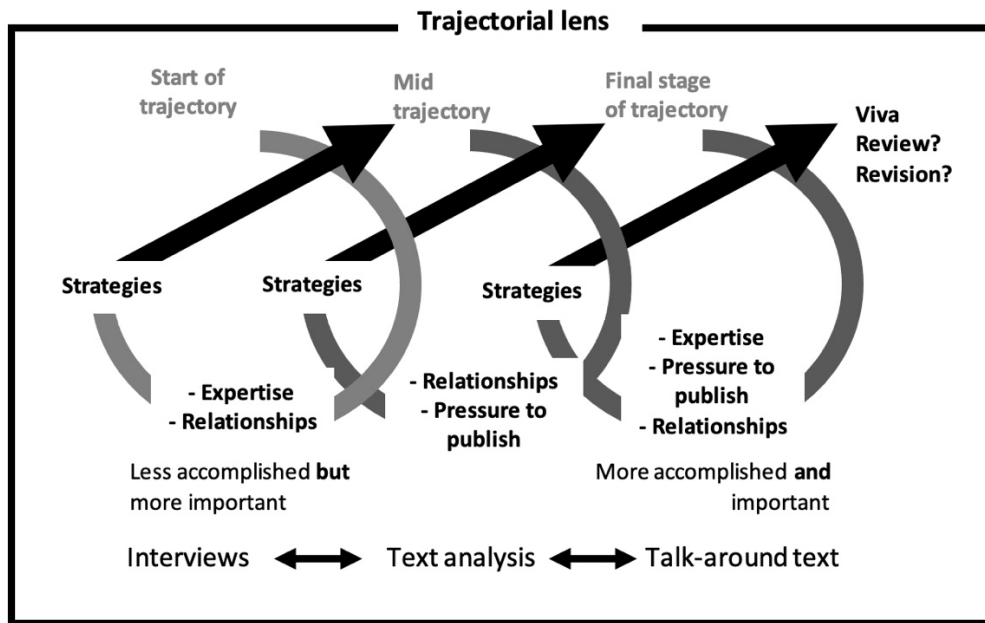 Trajectorial lens
Start of
trajectory
Mid
trajectory
Final stage
of trajectory
Viva
Review?
Revision?
Strategies
Strategies
Strategies
- Expertise
- Relationships
- Relationships
- Pressure to
publish
- Expertise
- Pressure to
publish
- Relationships
Less accomplished but
more important
More accomplished and
important
Interviews
Text analysis
Talk-around text